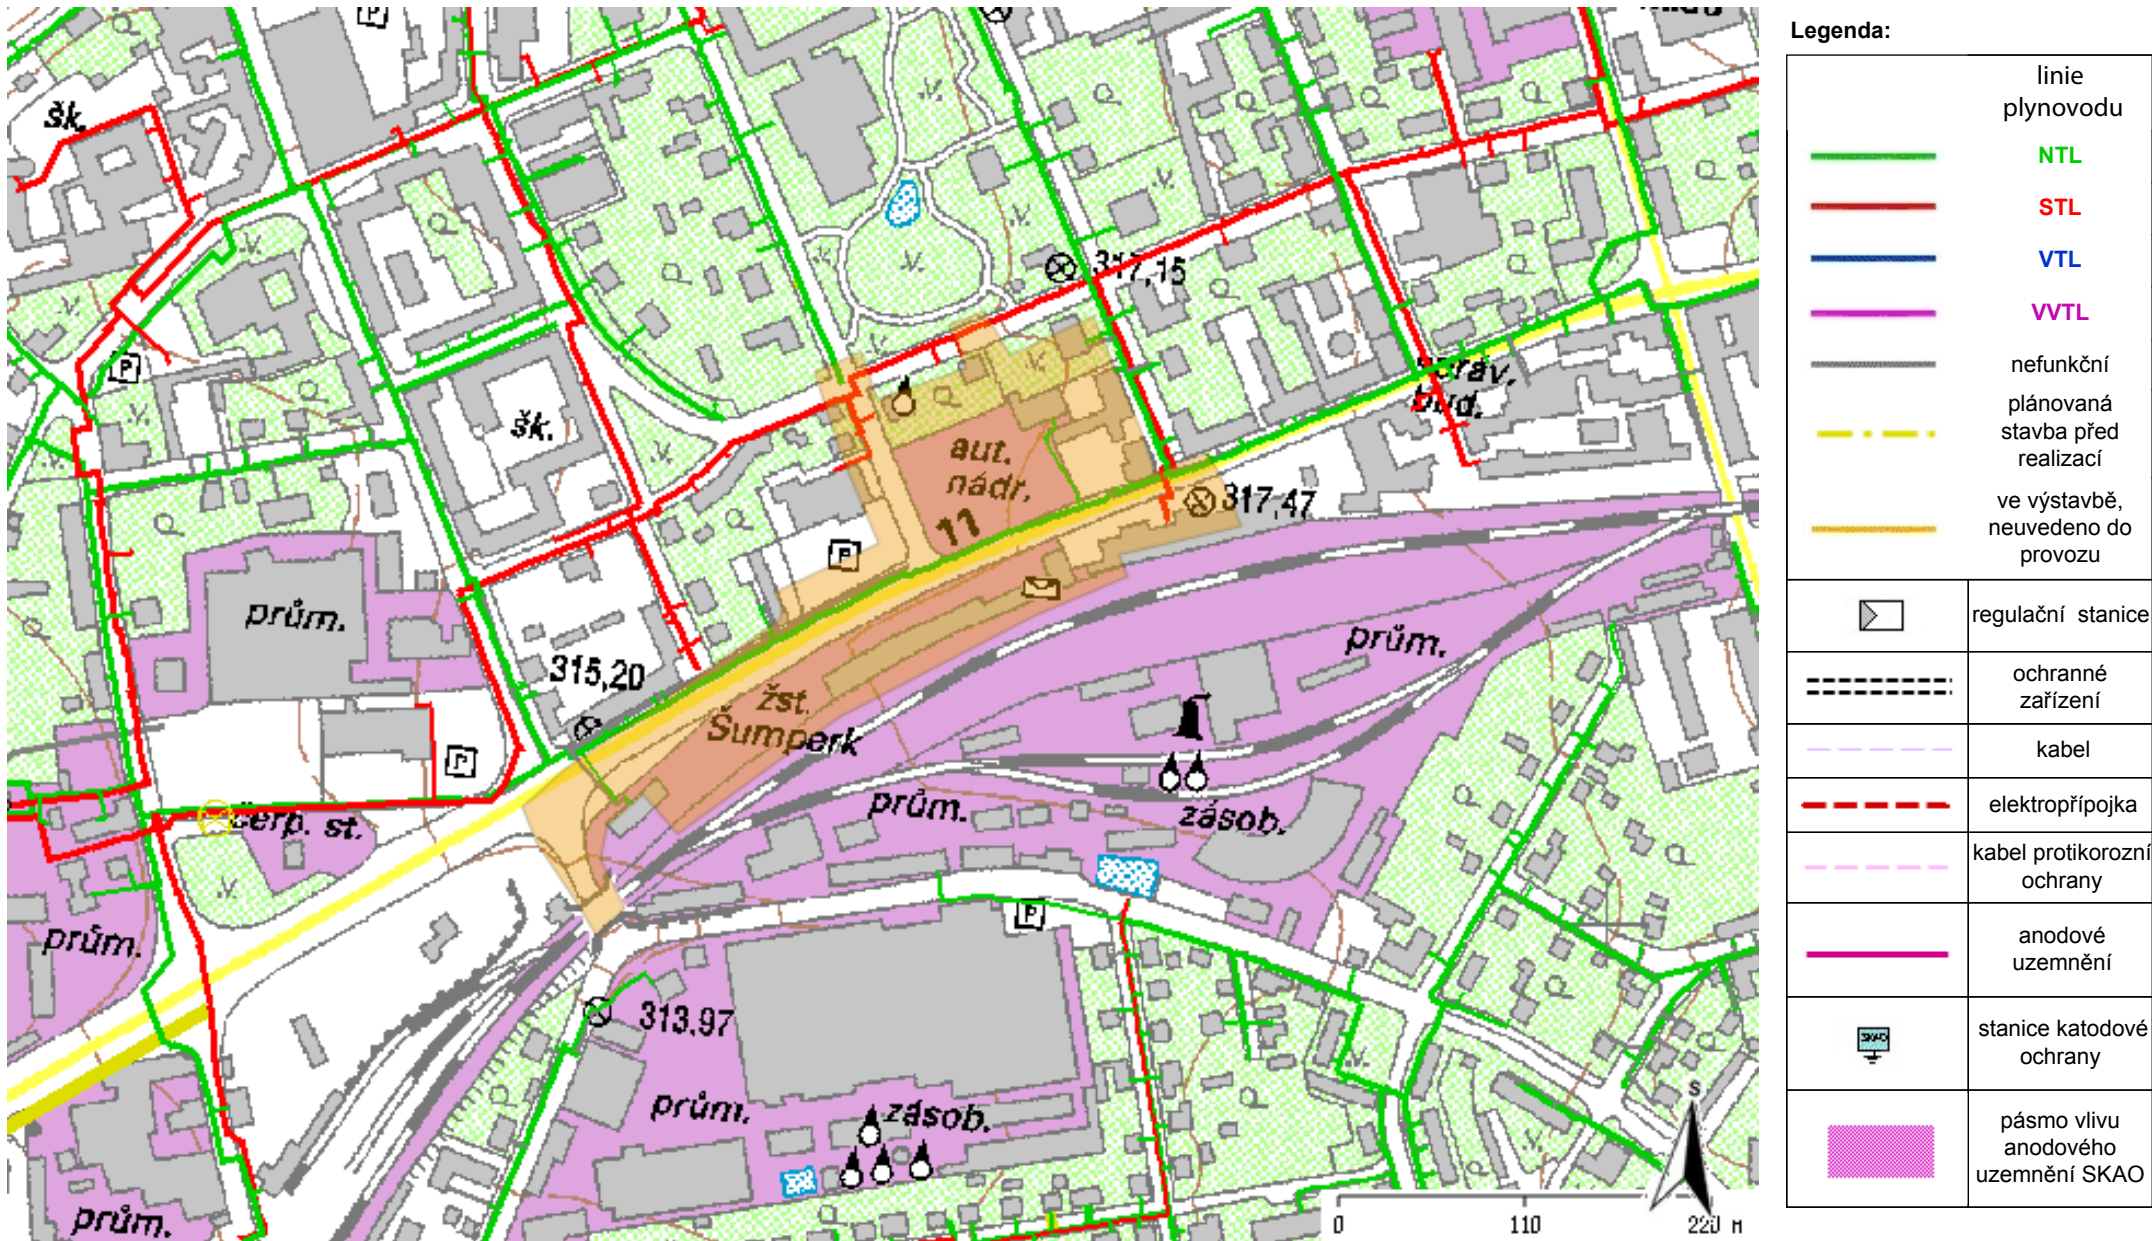 šk.
P
317,15
P
šk.
aut.
nádr.
11
bud.
317,47
P
prům.
315,20
žst.
Šumperk
prům.
P
čerp. st.
prům.
zásob.
prům.
P
313,97
prům.
zásob.
prům.
S
0
110
220 m
Legenda:
linie
plynovodu
NTL
STL
VTL
VVTL
nefunkční
plánovaná
stavba před
realizací
ve výstavbě,
neuvedeno do
provozu
regulační stanice
ochranné
zařízení
kabel
elektropřípojka
kabel protikorozní
ochrany
anodové
uzemnění
SKAO
stanice katodové
ochrany
pásmo vlivu
anodového
uzemnění SKAO